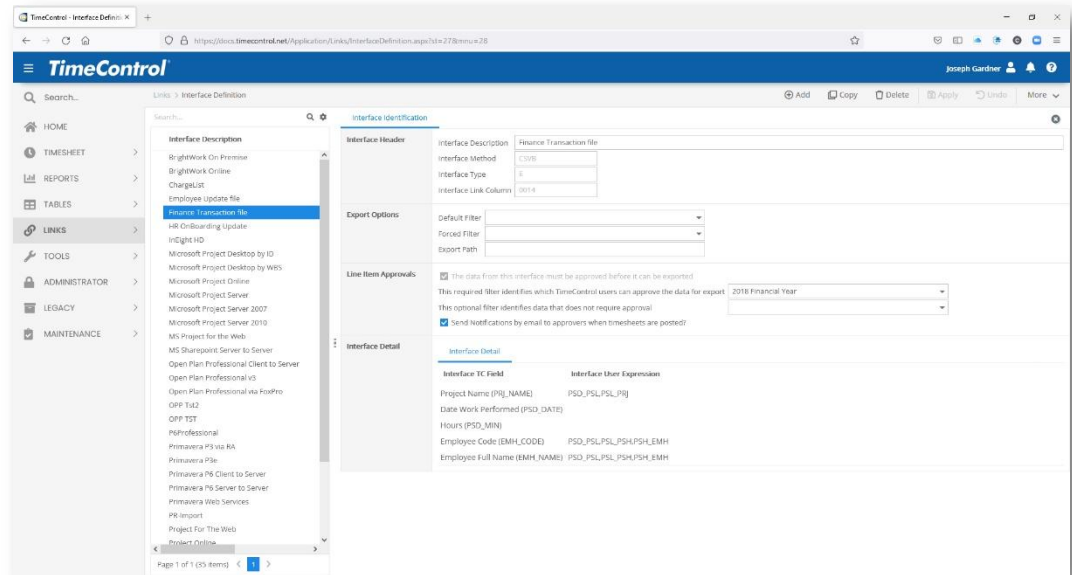 TimeControl - Interface Definiti
https://docs.timecontrol.net/Application/Links/InterfaceDefinition.aspx?id=27&mnu=28
TimeControl
Joseph Gardner
Search...
Links > Interface Definition
Add Copy Delete Apply Undo More
HOME
TIMESHEET
REPORTS
TABLES
LINKS
TOOLS
ADMINISTRATOR
LEGACY
MAINTENANCE
Search...
Interface Description
BrightWork On Premise
BrightWork Online
ChargeList
Employee Update file
Finance Transaction file
HR OnBoarding Update
InEight HD
Microsoft Project Desktop by ID
Microsoft Project Desktop by WBS
Microsoft Project Online
Microsoft Project Server
Microsoft Project Server 2007
Microsoft Project Server 2010
MS Project for the Web
MS Sharepoint Server to Server
Open Plan Professional Client to Server
Open Plan Professional v3
Open Plan Professional via FoxPro
OPP Tst2
OPP TST
P6Professional
Primavera P3 via RA
Primavera P3e
Primavera P6 Client to Server
Primavera P6 Server to Server
Primavera Web Services
PR-Import
Project For The Web
Project Online
Page 1 of 1 (35 items) 1
Interface Identification
Interface Header
Interface Description Finance Transaction file
Interface Method
Interface Type
Interface Link Column 0014
Export Options
Default Filter
Forced Filter
Export Path
Line Item Approvals
The data from this interface must be approved before it can be exported
This required filter identifies which TimeControl users can approve the data for export 2018 Financial Year
This optional filter identifies data that does not require approval
Send Notifications by email to approvers when timesheets are posted?
Interface Detail
Interface Detail
Interface TC Field Interface User Expression
Project Name (PRJ_NAME) PSD_PSL,PSL_PRJ
Date Work Performed (PSD_DATE)
Hours (PSD_MIN)
Employee Code (EMH_CODE) PSD_PSL,PSL_PSH,PSH_EMH
Employee Full Name (EMH_NAME) PSD_PSL,PSL_PSH,PSH_EMH